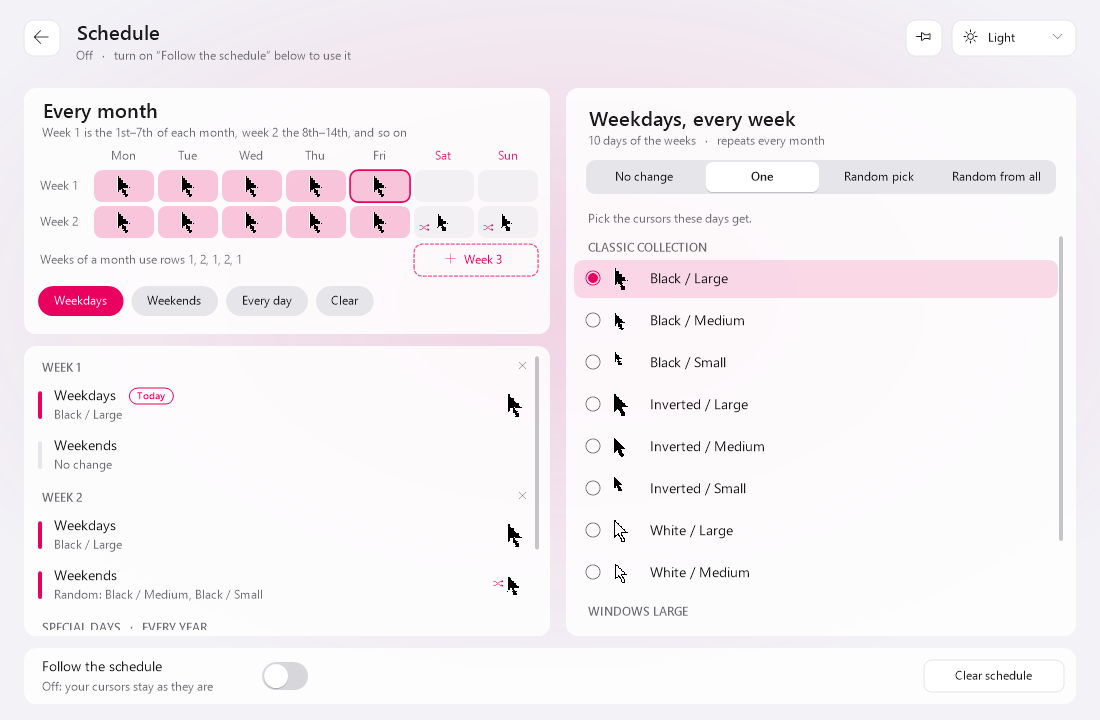 Schedule
Off · turn on “Follow the schedule” below to use it
Light
Every month
Week 1 is the 1st–7th of each month, week 2 the 8th–14th, and so on
Mon Tue Wed Thu Fri Sat Sun
Week 1
Week 2
Weeks of a month use rows 1, 2, 1, 2, 1
Week 3
Weekdays Weekends Every day Clear
WEEK 1
Weekdays Today
Black / Large
Weekends
No change
WEEK 2
Weekdays
Black / Large
Weekends
Random: Black / Medium, Black / Small
SPECIAL DAYS · EVERY YEAR
Weekdays, every week
10 days of the weeks · repeats every month
No change One Random pick Random from all
Pick the cursors these days get.
CLASSIC COLLECTION
Black / Large
Black / Medium
Black / Small
Inverted / Large
Inverted / Medium
Inverted / Small
White / Large
White / Medium
WINDOWS LARGE
Follow the schedule
Off: your cursors stay as they are
Clear schedule